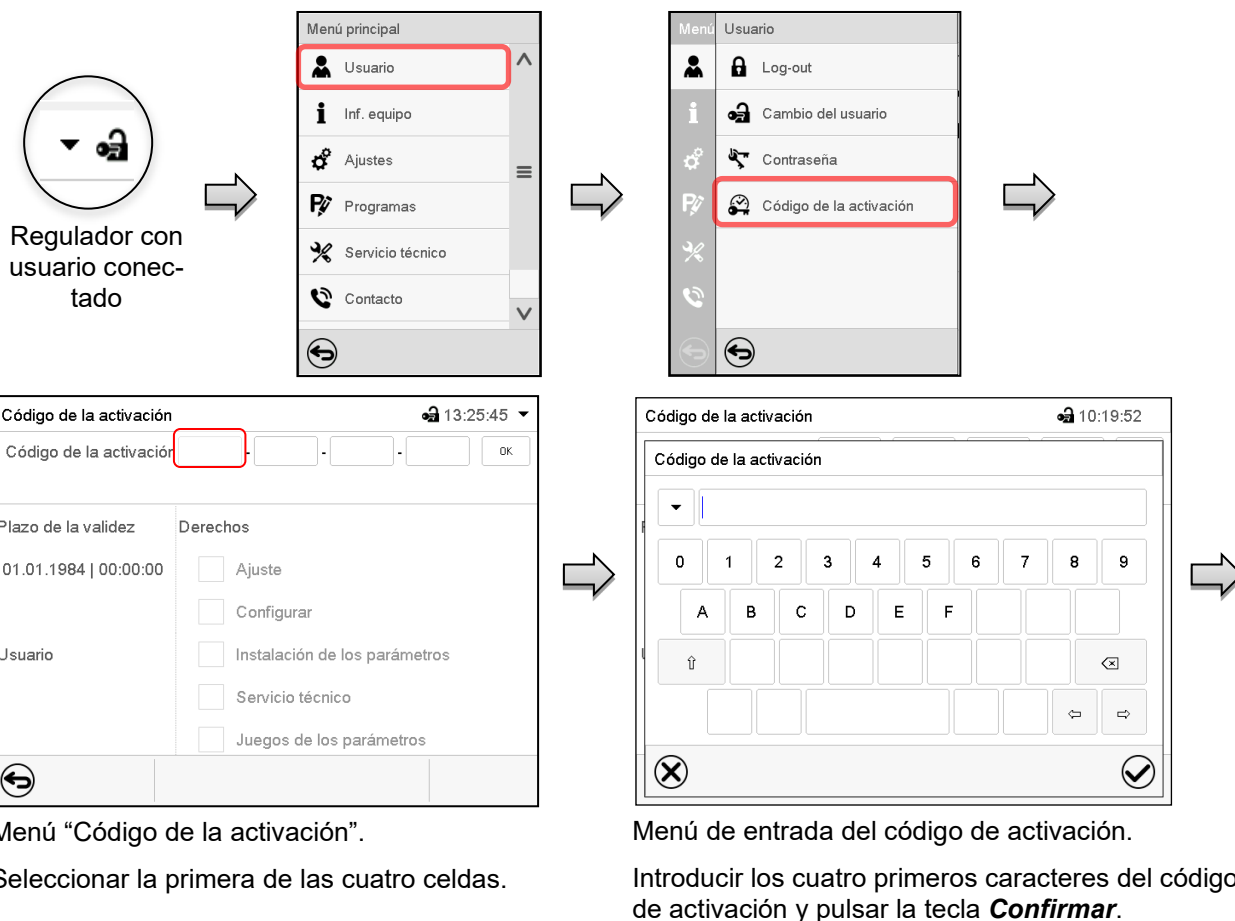 Regulador con
usuario conec-
tado
Menú principal
Usuario
Inf. equipo
Ajustes
Programas
Servicio técnico
Contacto
Menú
Usuario
Log-out
Cambio del usuario
Contraseña
Código de la activación
Código de la activación 13:25:45
Código de la activación - - - OK
Plazo de la validez Derechos
01.01.1984 | 00:00:00 Ajuste
Configurar
Usuario Instalación de los parámetros
Servicio técnico
Juegos de los parámetros
Menú “Código de la activación”.
Seleccionar la primera de las cuatro celdas.
Código de la activación 10:19:52
Código de la activación
0 1 2 3 4 5 6 7 8 9
A B C D E F
Menú de entrada del código de activación.
Introducir los cuatro primeros caracteres del código
de activación y pulsar la tecla Confirmar.